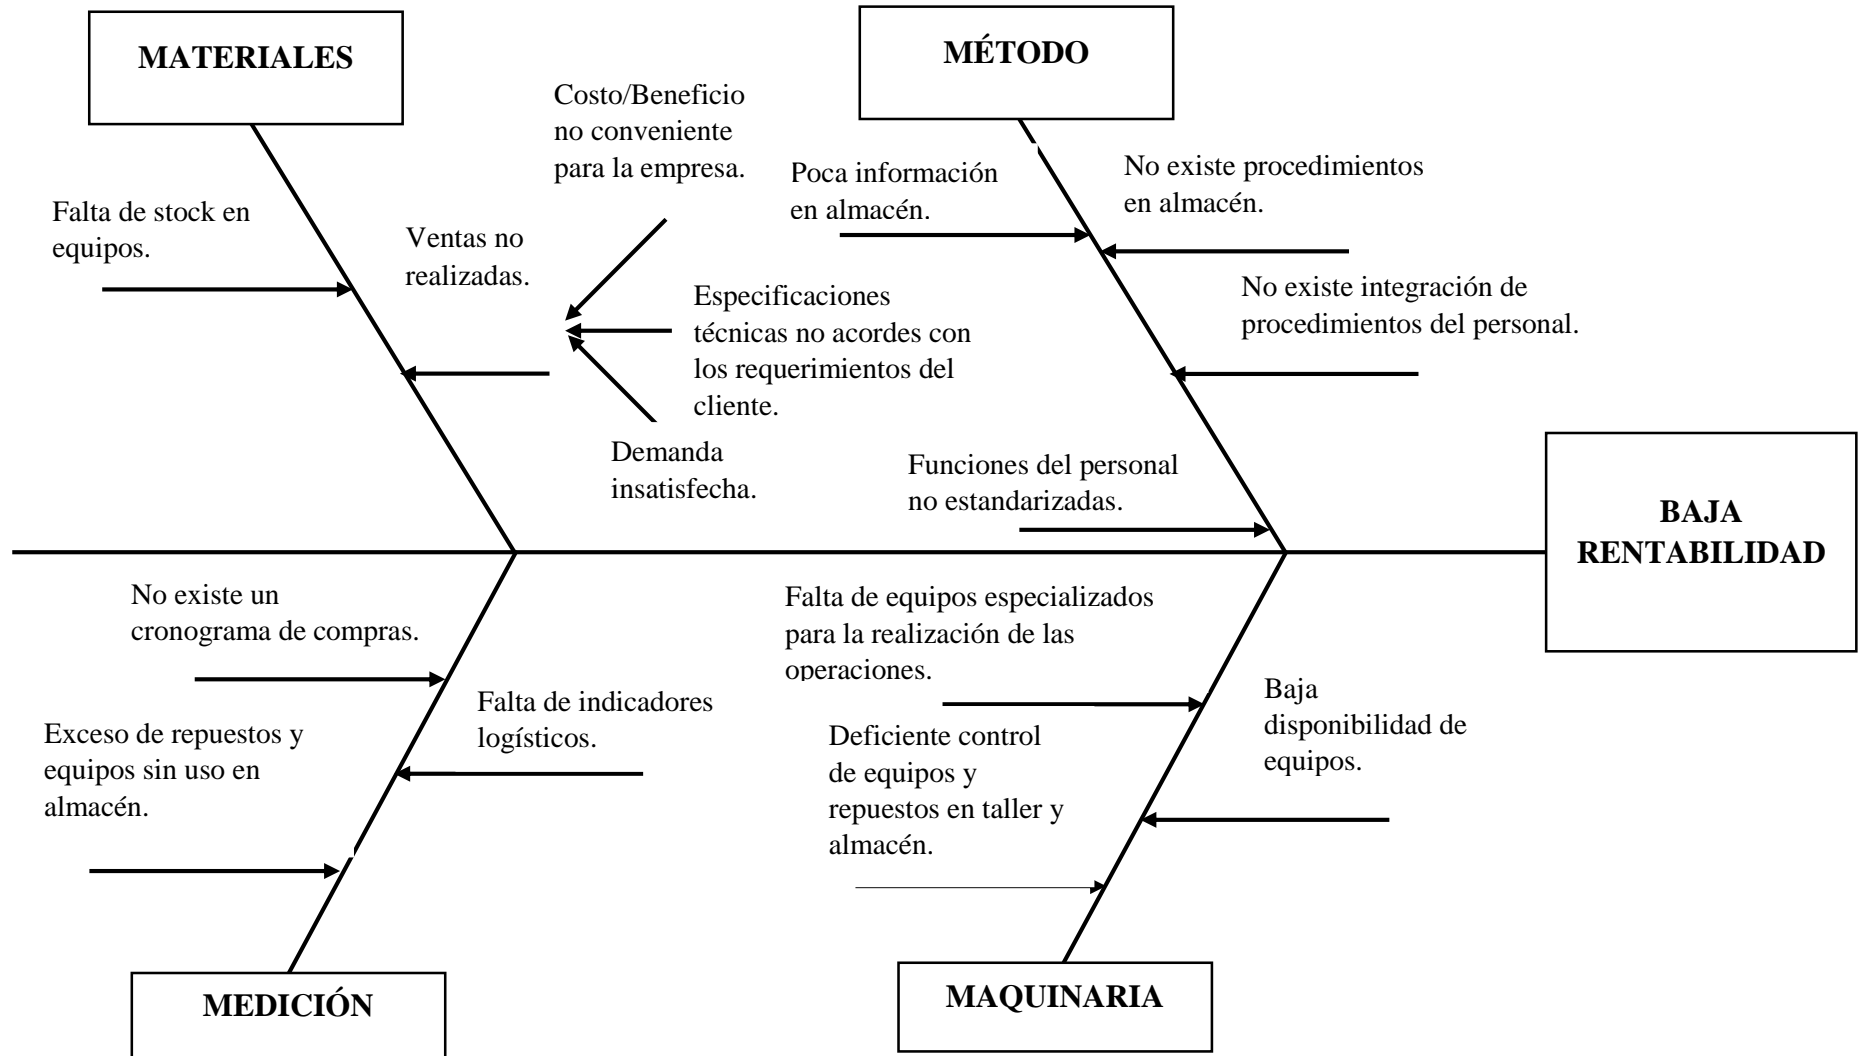 MATERIALES
MÉTODO
Costo/Beneficio
no conveniente
para la empresa.
Poca información
en almacén.
No existe procedimientos
en almacén.
Falta de stock en
equipos.
Ventas no
realizadas.
Especificaciones
técnicas no acordes con
los requerimientos del
cliente.
No existe integración de
procedimientos del personal.
Demanda
insatisfecha.
Funciones del personal
no estandarizadas.
BAJA
RENTABILIDAD
No existe un
cronograma de compras.
Falta de equipos especializados
para la realización de las
operaciones.
Exceso de repuestos y
equipos sin uso en
almacén.
Falta de indicadores
logísticos.
Deficiente control
de equipos y
repuestos en taller y
almacén.
Baja
disponibilidad de
equipos.
MEDICIÓN
MAQUINARIA